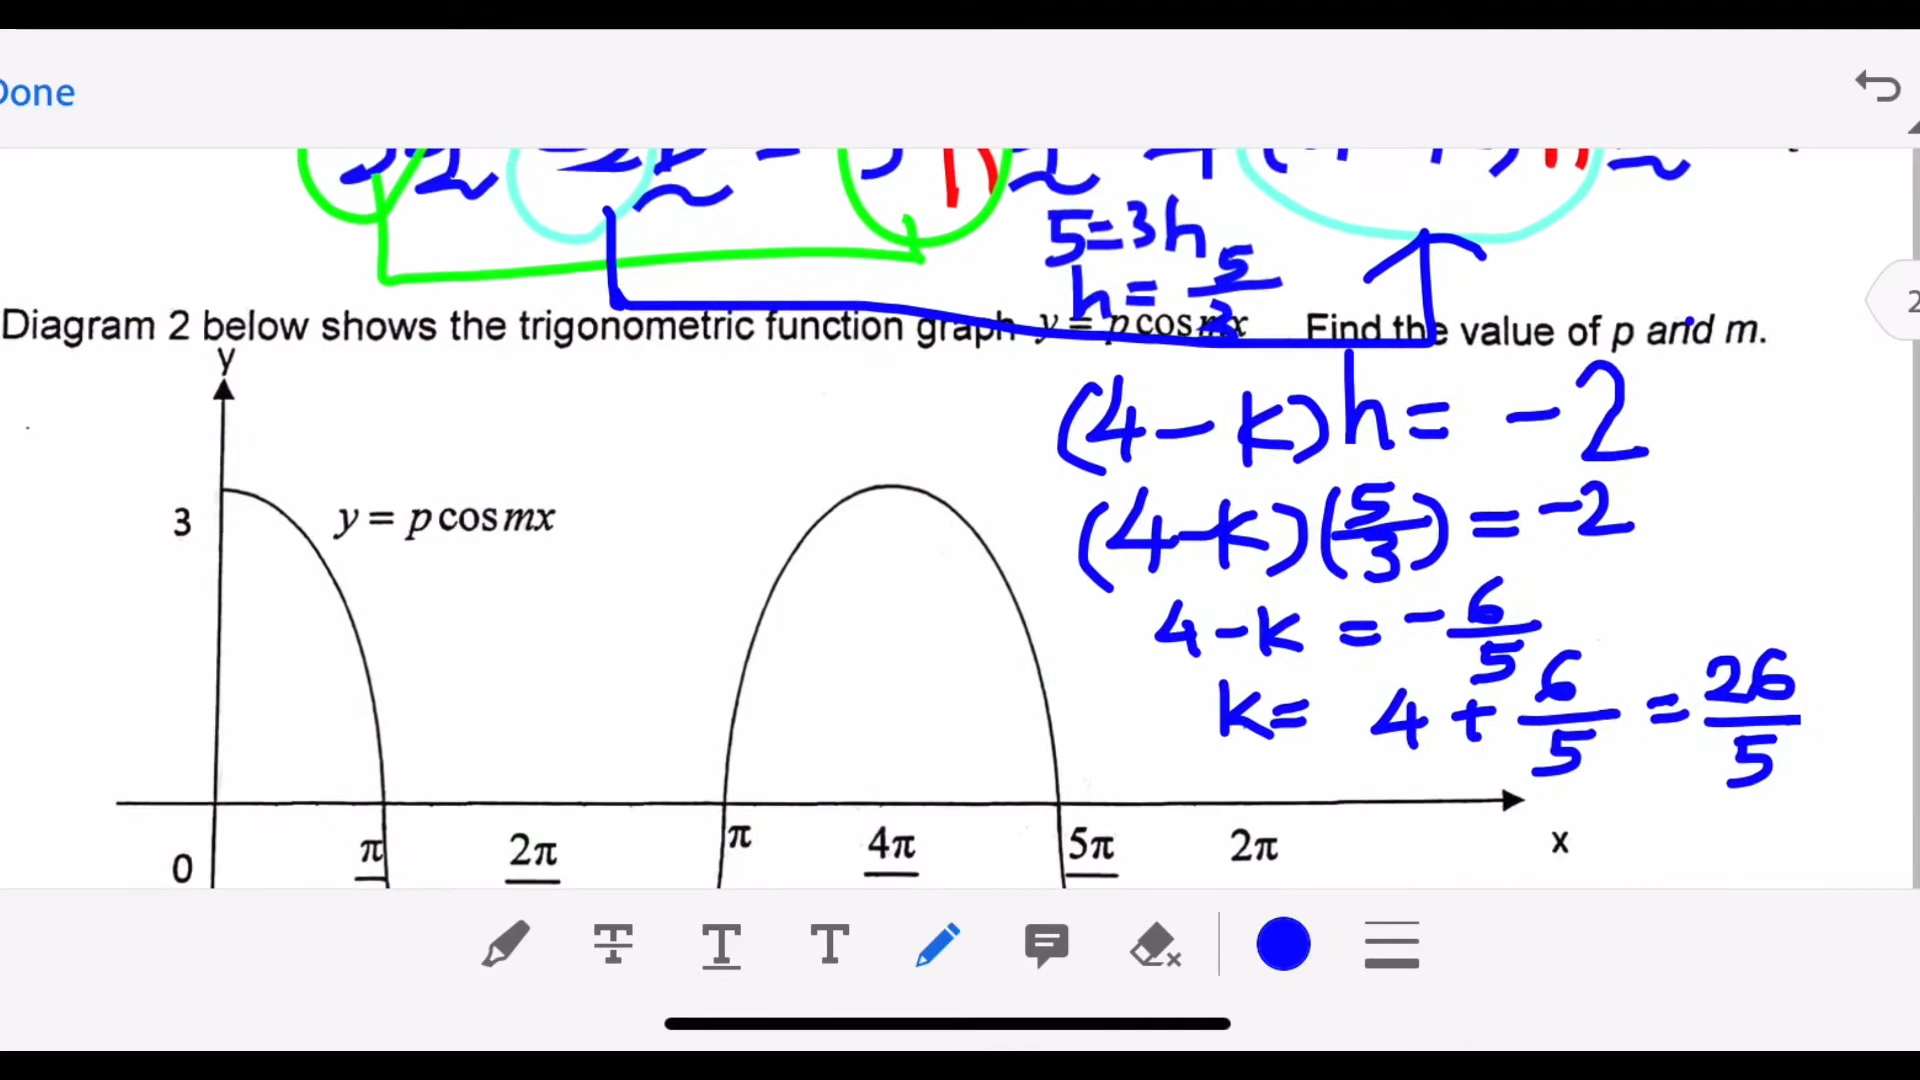 Done
5=3h
h=5/3
2
Diagram 2 below shows the trigonometric function graph y = p cos mx Find the value of p and m.
y
(4-k)h= -2
3
y = p cos mx
(4-k)(5/3)=-2
4-k = -6/5
k= 4 + 6/5 = 26/5
0
π
2π
π
4π
5π
2π
x
T
T
T